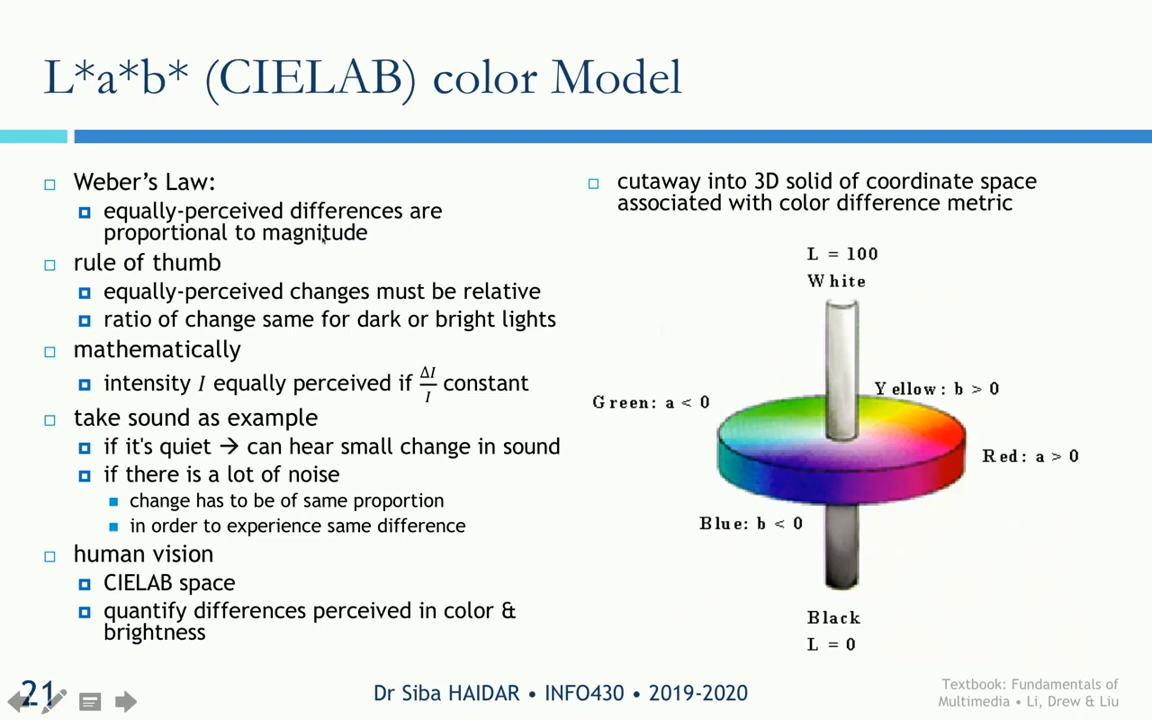 L*a*b* (CIELAB) color Model
Weber's Law:
equally-perceived differences are
proportional to magnitude
rule of thumb
equally-perceived changes must be relative
ratio of change same for dark or bright lights
mathematically
intensity I equally perceived if ΔI/I constant
take sound as example
if it's quiet → can hear small change in sound
if there is a lot of noise
change has to be of same proportion
in order to experience same difference
human vision
CIELAB space
quantify differences perceived in color &
brightness
cutaway into 3D solid of coordinate space
associated with color difference metric
L = 100
White
Yellow: b > 0
Green: a < 0
Red: a > 0
Blue: b < 0
Black
L = 0
21
Dr Siba HAIDAR • INFO430 • 2019-2020
Textbook: Fundamentals of
Multimedia • Li, Drew & Liu